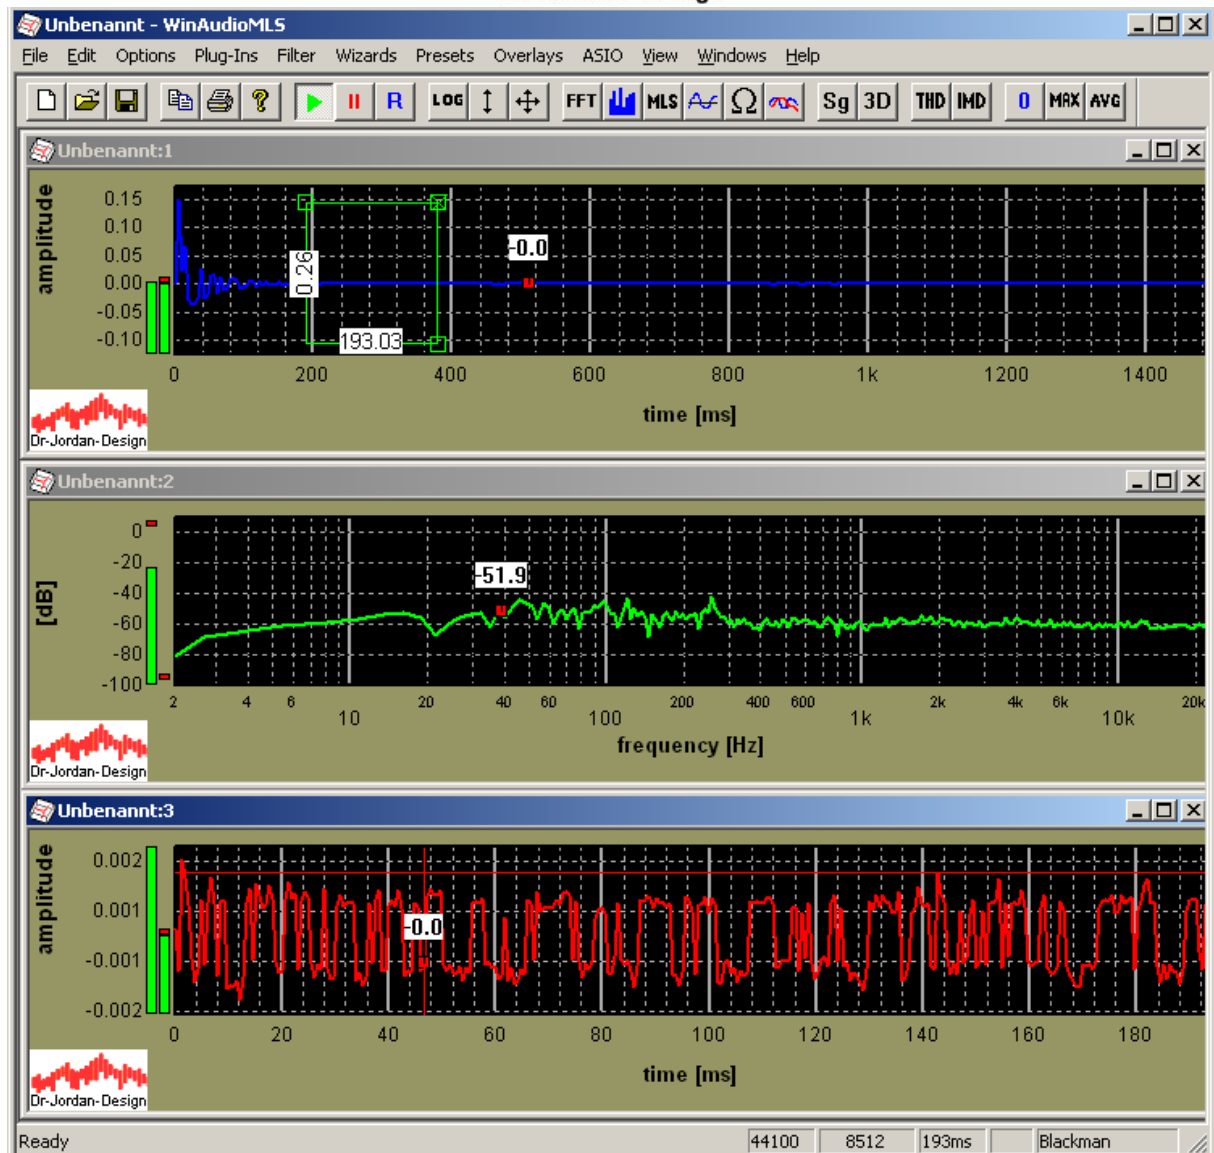 Unbenannt - WinAudioMLS
File Edit Options Plug-Ins Filter Wizards Presets Overlays ASIO View Windows Help
LOG FFT MLS Ω Sg 3D THD IMD 0 MAX AVG
R
Unbenannt:1
amplitude
0.15
0.10
0.05
0.00
-0.05
-0.10
0.26
193.03
-0.0
0 200 400 600 800 1k 1200 1400
time [ms]
Dr-Jordan-Design
Unbenannt:2
[dB]
0
-20
-40
-60
-80
-100
-51.9
2 4 6 20 40 60 200 400 600 2k 4k 6k 20k
10 100 1k 10k
frequency [Hz]
Dr-Jordan-Design
Unbenannt:3
amplitude
0.002
0.001
-0.001
-0.002
-0.0
0 20 40 60 80 100 120 140 160 180
time [ms]
Dr-Jordan-Design
Ready 44100 8512 193ms Blackman